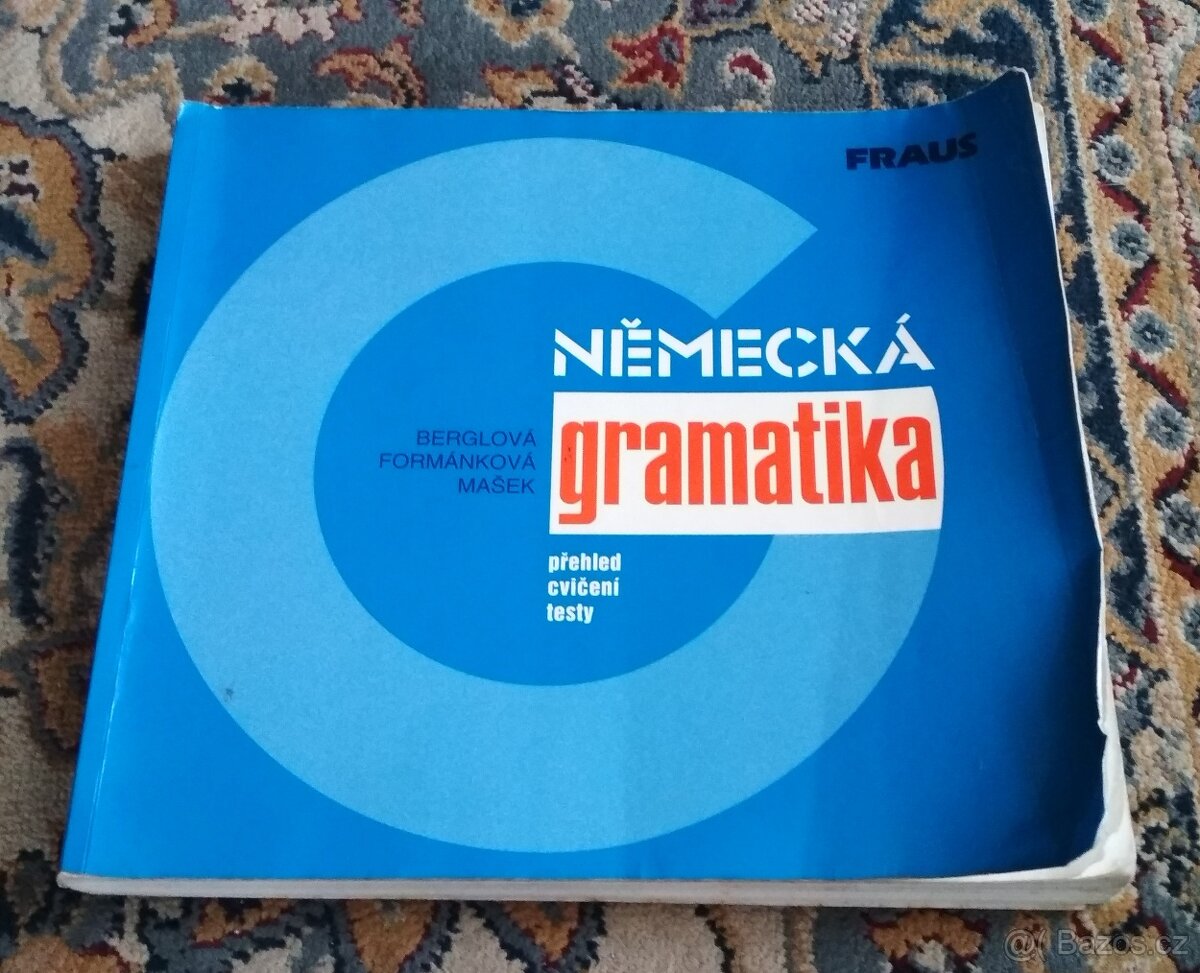 FRAUS
NĚMECKÁ
gramatika
BERGLOVÁ
FORMÁNKOVÁ
MAŠEK
přehled
cvičení
testy
Bazos.cz